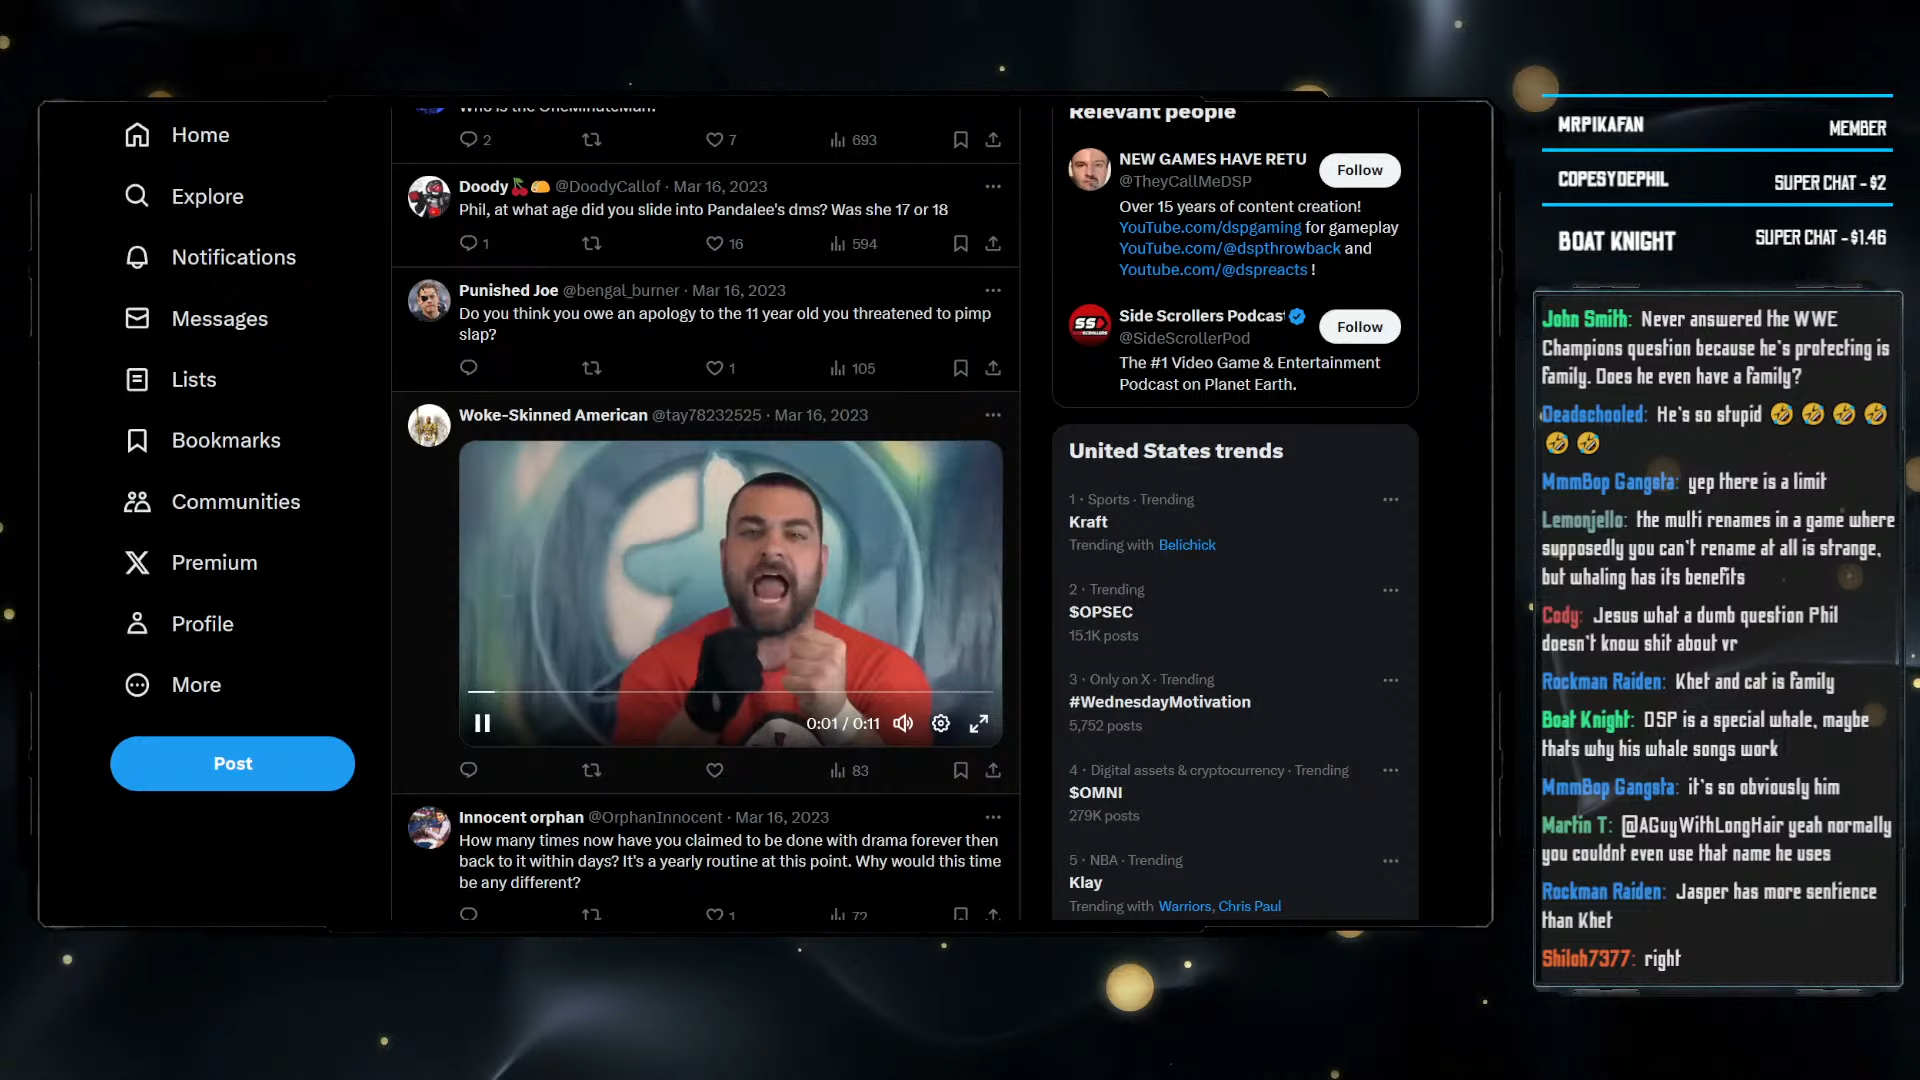 Home
Explore
Notifications
Messages
Lists
Bookmarks
Communities
Premium
Profile
More
Post
Who is the OneMinuteMan?
2 7 693
Doody🍒🌮 @DoodyCallof · Mar 16, 2023
Phil, at what age did you slide into Pandalee's dms? Was she 17 or 18
1 16 594
Punished Joe @bengal_burner · Mar 16, 2023
Do you think you owe an apology to the 11 year old you threatened to pimp
slap?
1 105
Woke-Skinned American @tay78232525 · Mar 16, 2023
0:01 / 0:11
83
Innocent orphan @OrphanInnocent · Mar 16, 2023
How many times now have you claimed to be done with drama forever then
back to it within days? It's a yearly routine at this point. Why would this time
be any different?
1 72
Relevant people
NEW GAMES HAVE RETU
@TheyCallMeDSP
Follow
Over 15 years of content creation!
YouTube.com/dspgaming for gameplay
YouTube.com/@dspthrowback and
Youtube.com/@dspreacts !
SS
Side Scrollers Podcast
@SideScrollerPod
Follow
The #1 Video Game & Entertainment
Podcast on Planet Earth.
United States trends
1 · Sports · Trending
Kraft
Trending with Belichick
2 · Trending
$OPSEC
15.1K posts
3 · Only on X · Trending
#WednesdayMotivation
5,752 posts
4 · Digital assets & cryptocurrency · Trending
$OMNI
279K posts
5 · NBA · Trending
Klay
Trending with Warriors, Chris Paul
MRPIKAFAN MEMBER
COPESYDEPHIL SUPER CHAT - $2
BOAT KNIGHT SUPER CHAT - $1.46
John Smith: Never answered the WWE
Champions question because he's protecting is
family. Does he even have a family?
Deadschooled: He's so stupid 🤣 🤣 🤣 🤣
🤣 🤣
MmmBop Gangsta: yep there is a limit
Lemonjello: the multi renames in a game where
supposedly you can't rename at all is strange,
but whaling has its benefits
Cody: Jesus what a dumb question Phil
doesn't know shit about vr
Rockman Raiden: Khet and cat is family
Boat Knight: DSP is a special whale, maybe
thats why his whale songs work
MmmBop Gangsta: it's so obviously him
Martin T: @AGuyWithLongHair yeah normally
you couldnt even use that name he uses
Rockman Raiden: Jasper has more sentience
than Khet
Shiloh7377: right